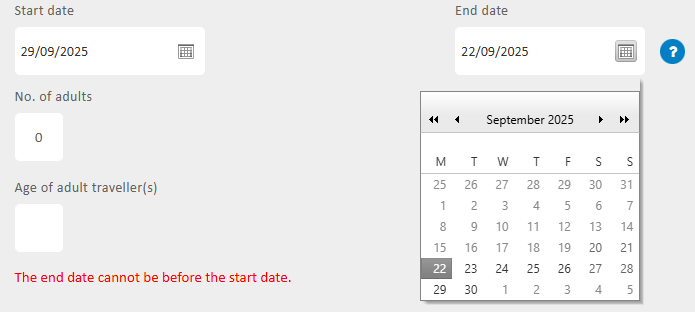 Start date End date
29/09/2025 22/09/2025 ?
No. of adults
0
Age of adult traveller(s)
The end date cannot be before the start date.
September 2025
M T W T F S S
25 26 27 28 29 30 31
1 2 3 4 5 6 7
8 9 10 11 12 13 14
15 16 17 18 19 20 21
22 23 24 25 26 27 28
29 30 1 2 3 4 5